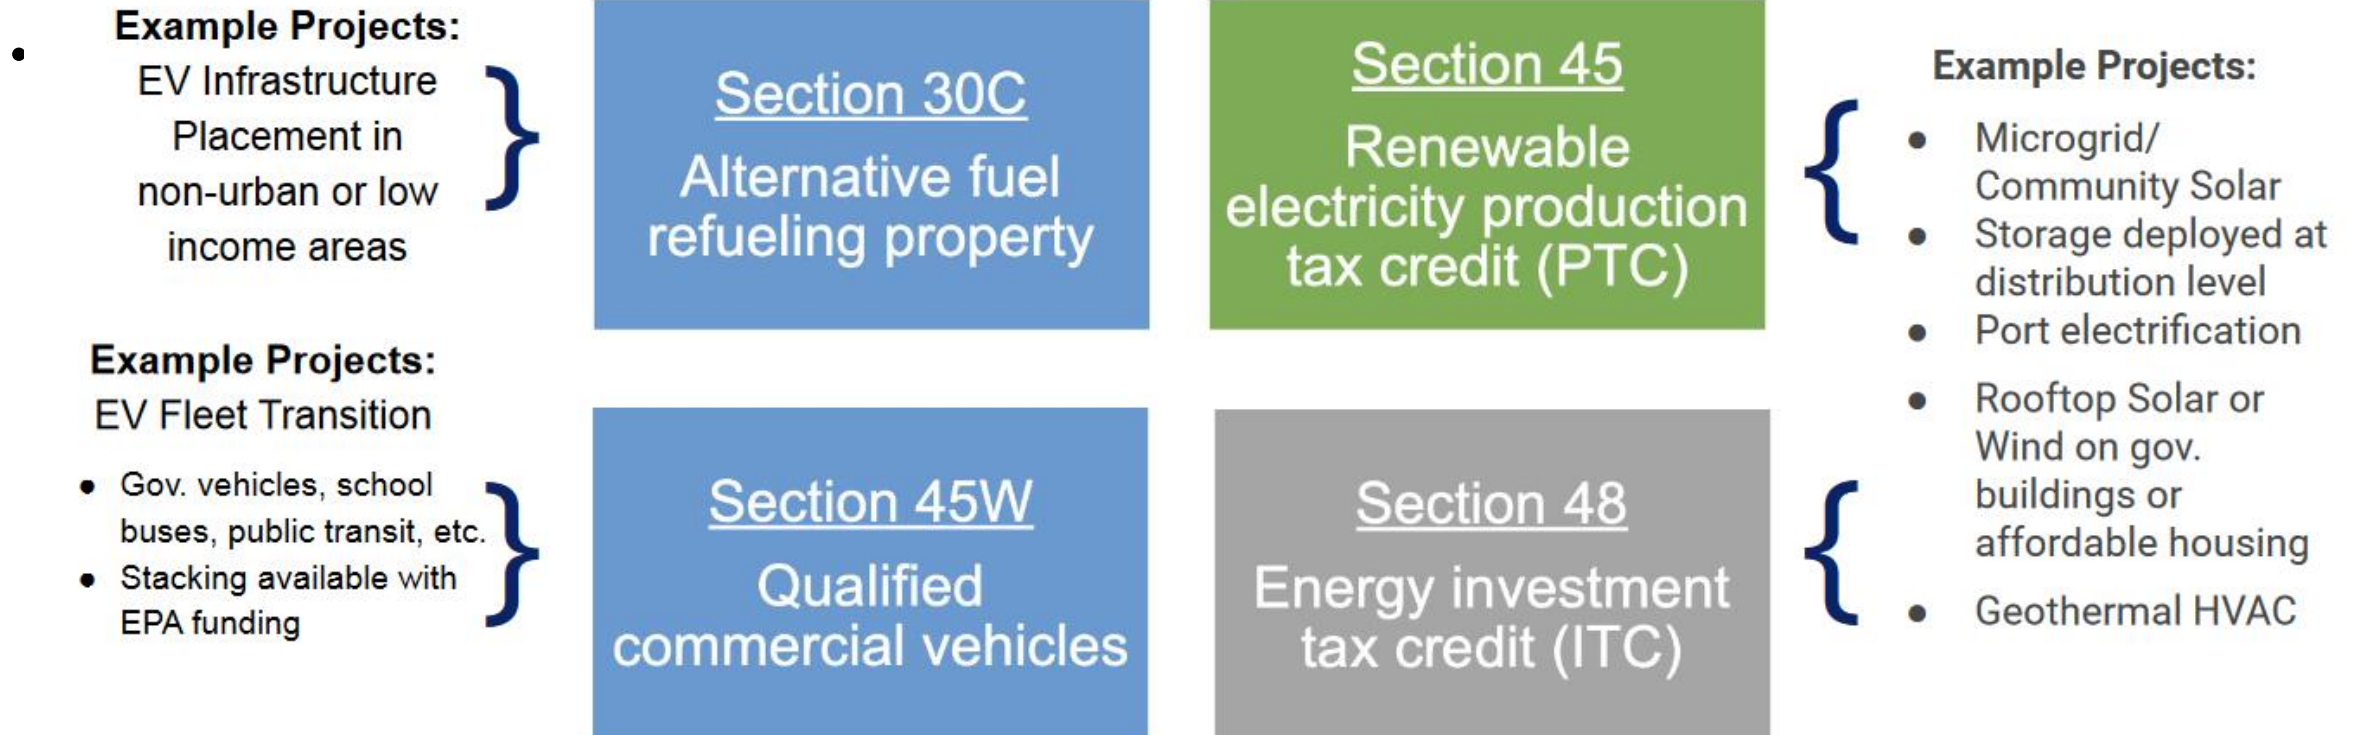 Example Projects:
EV Infrastructure
Placement in
non-urban or low
income areas
Section 30C
Alternative fuel
refueling property
Section 45
Renewable
electricity production
tax credit (PTC)
Example Projects:
● Microgrid/
Community Solar
● Storage deployed at
distribution level
● Port electrification
● Rooftop Solar or
Wind on gov.
buildings or
affordable housing
● Geothermal HVAC
Example Projects:
EV Fleet Transition
● Gov. vehicles, school
buses, public transit, etc.
● Stacking available with
EPA funding
Section 45W
Qualified
commercial vehicles
Section 48
Energy investment
tax credit (ITC)